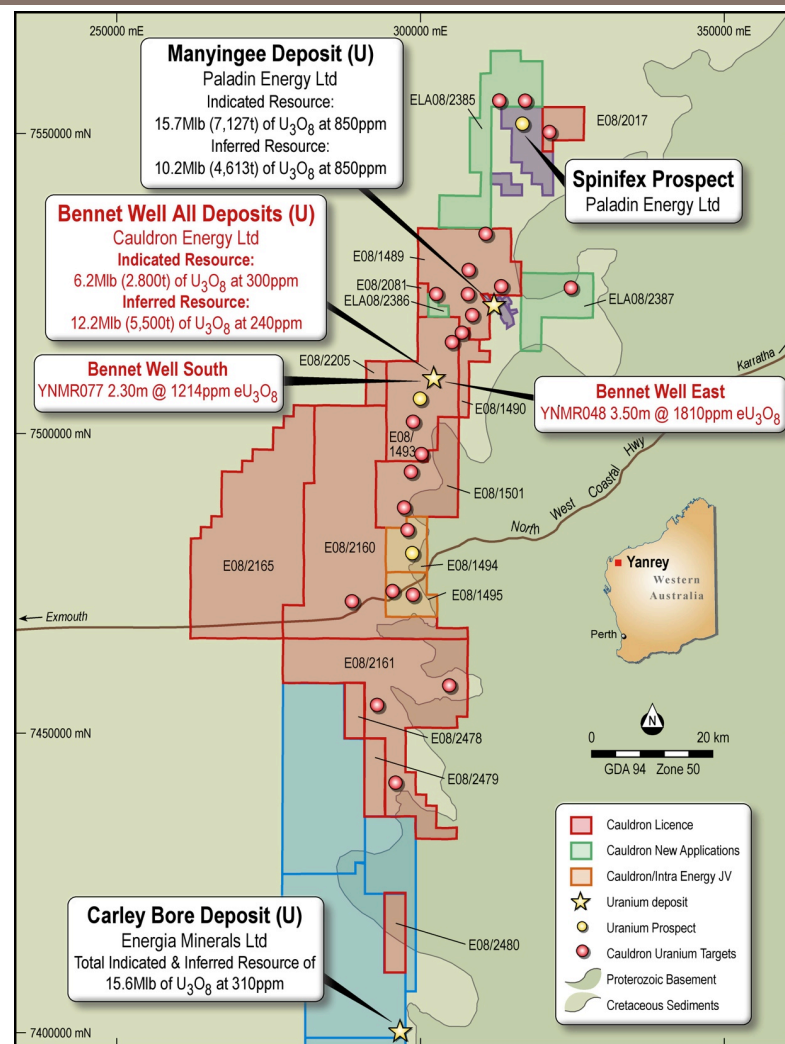 250000 mE
300000 mE
350000 mE
7550000 mN
7500000 mN
7450000 mN
7400000 mN
Manyingee Deposit (U)
Paladin Energy Ltd
Indicated Resource:
15.7Mlb (7,127t) of U3O8 at 850ppm
Inferred Resource:
10.2Mlb (4,613t) of U3O8 at 850ppm
ELA08/2385
E08/2017
Spinifex Prospect
Paladin Energy Ltd
Bennet Well All Deposits (U)
Cauldron Energy Ltd
Indicated Resource:
6.2Mlb (2.800t) of U3O8 at 300ppm
Inferred Resource:
12.2Mlb (5,500t) of U3O8 at 240ppm
E08/1489
E08/2081
ELA08/2386
ELA08/2387
E08/2205
Bennet Well South
YNMR077 2.30m @ 1214ppm eU3O8
Bennet Well East
YNMR048 3.50m @ 1810ppm eU3O8
Karratha
E08/1490
E08/
1493
E08/1501
North West Coastal Hwy
E08/2165
E08/2160
E08/1494
E08/1495
Exmouth
Yanrey
Western
Australia
Perth
E08/2161
E08/2478
E08/2479
E08/2480
N
0 20 km
GDA 94 Zone 50
Cauldron Licence
Cauldron New Applications
Cauldron/Intra Energy JV
Uranium deposit
Uranium Prospect
Cauldron Uranium Targets
Proterozoic Basement
Cretaceous Sediments
Carley Bore Deposit (U)
Energia Minerals Ltd
Total Indicated & Inferred Resource of
15.6Mlb of U3O8 at 310ppm